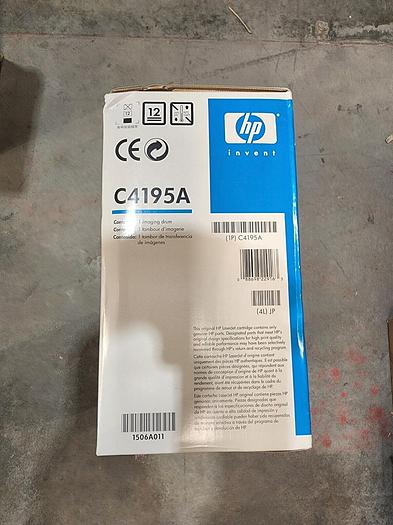 12
hp
invent
C4195A
Contents: 1 imaging drum
1 tambour d'imagerie
Contenido: 1 tambor de transferencia
de imágenes
(1P) C4195A
(4L) JP
This original HP LaserJet cartridge contains only
genuine HP parts. Designated parts that meet HP's
original design specifications for high print quality
and reliable performance may have been selectively
recovered through HP's return and recycling program.
Cette cartouche HP LaserJet d'origine contient
uniquement des pièces HP authentiques. Il est possible
que certaines pièces désignées, qui répondent aux
normes de conception d'origine de HP quant à la
grande qualité d'impression et à la fiabilité du
rendement, aient été récupérées dans le cadre du
programme de retour et de recyclage de HP.
Este cartucho HP LaserJet original contiene piezas HP
genuinas, únicamente. Piezas designadas que
responden a los especificaciones de diseño original de HP
en cuanto a alta calidad de impresión y
rendimiento confiable pueden haber sido recuperadas
de manera selectiva a través del programa de
devolución y reciclado de HP.
1506A011